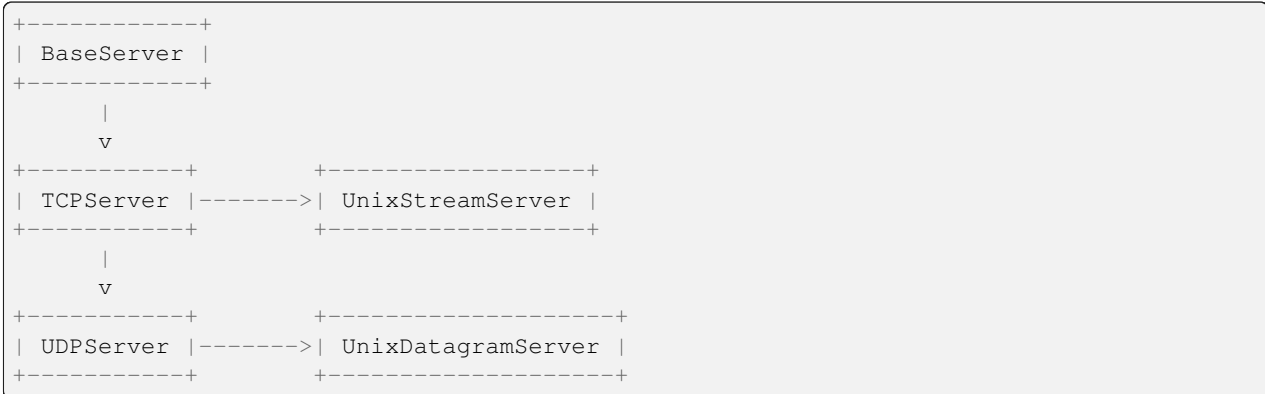 +------------+
| BaseServer |
+------------+
      |
      v
+-----------+        +------------------+
| TCPServer |------->| UnixStreamServer |
+-----------+        +------------------+
      |
      v
+-----------+        +--------------------+
| UDPServer |------->| UnixDatagramServer |
+-----------+        +--------------------+